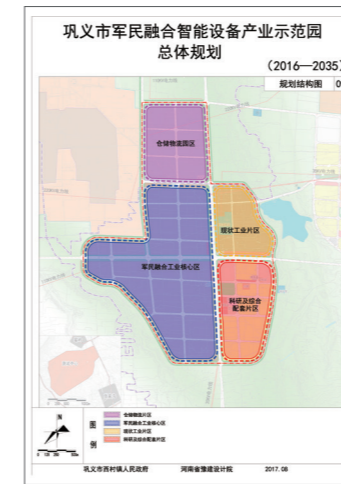 巩义市军民融合智能设备产业示范园
总体规划
（2016—2035）
规划结构图 0
仓储物流园区
现状工业片区
军民融合工业核心区
科研及综合
配套片区
N
图
例
仓储物流片区
军民融合工业核心区
现状工业片区
科研及综合配套片区
巩义市西村镇人民政府 河南省豫建设计院 2017.08